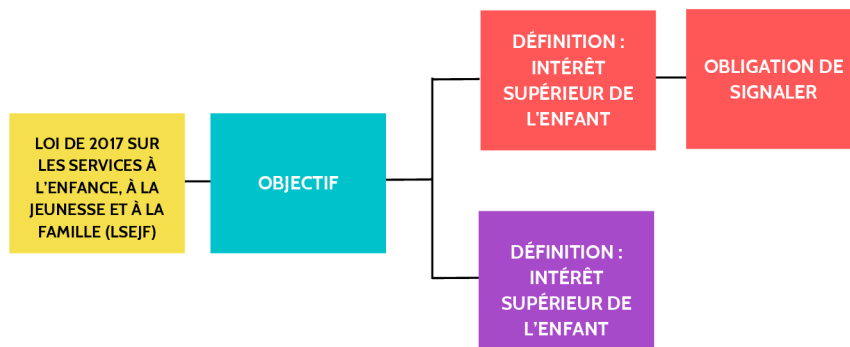 LOI DE 2017 SUR
LES SERVICES À
L'ENFANCE, À LA
JEUNESSE ET À LA
FAMILLE (LSEJF)
OBJECTIF
DÉFINITION :
INTÉRÊT
SUPÉRIEUR DE
L'ENFANT
OBLIGATION DE
SIGNALER
DÉFINITION :
INTÉRÊT
SUPÉRIEUR DE
L'ENFANT